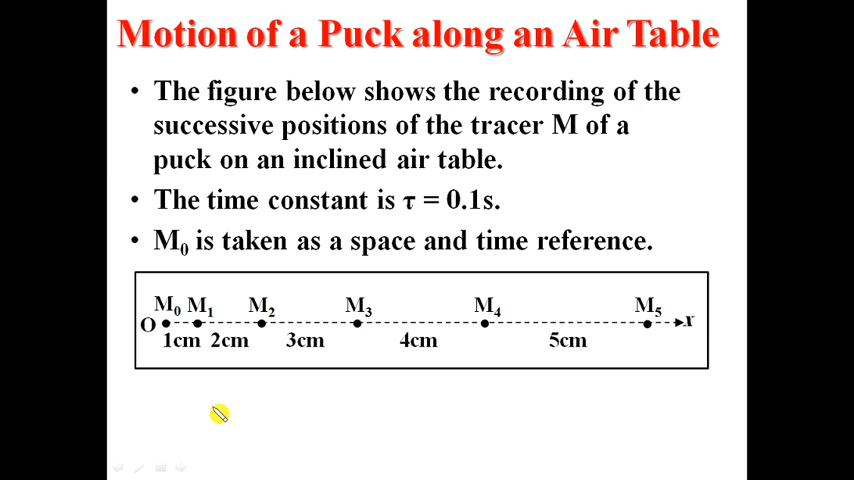 Motion of a Puck along an Air Table
• The figure below shows the recording of the
successive positions of the tracer M of a
puck on an inclined air table.
• The time constant is τ = 0.1s.
• M₀ is taken as a space and time reference.
M₀ M₁ M₂ M₃ M₄ M₅
O x
1cm 2cm 3cm 4cm 5cm